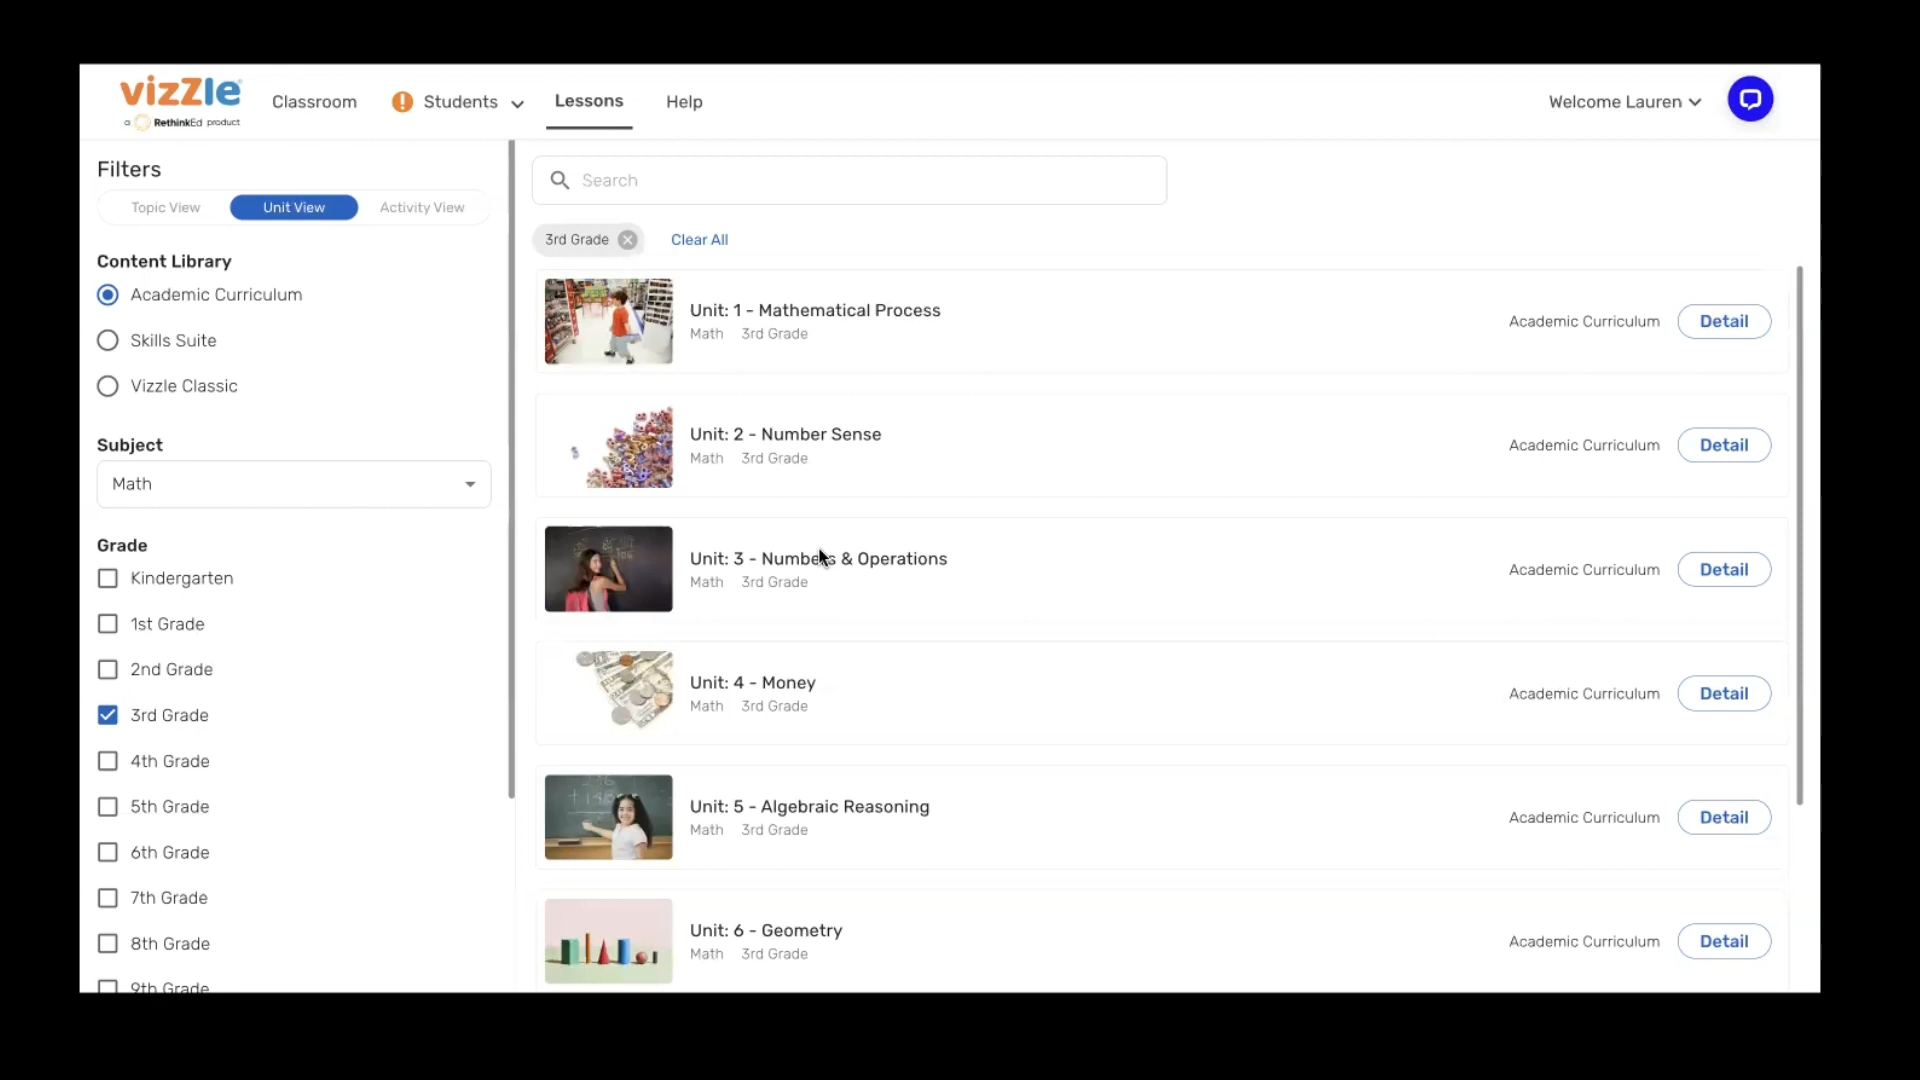 vizzle
a RethinkEd product
Classroom
Students
Lessons
Help
Welcome Lauren
Filters
Topic View
Unit View
Activity View
Content Library
Academic Curriculum
Skills Suite
Vizzle Classic
Subject
Math
Grade
Kindergarten
1st Grade
2nd Grade
3rd Grade
4th Grade
5th Grade
6th Grade
7th Grade
8th Grade
9th Grade
Search
3rd Grade
Clear All
Unit: 1 - Mathematical Process
Math 3rd Grade
Academic Curriculum
Detail
Unit: 2 - Number Sense
Math 3rd Grade
Academic Curriculum
Detail
Unit: 3 - Numbers & Operations
Math 3rd Grade
Academic Curriculum
Detail
Unit: 4 - Money
Math 3rd Grade
Academic Curriculum
Detail
Unit: 5 - Algebraic Reasoning
Math 3rd Grade
Academic Curriculum
Detail
Unit: 6 - Geometry
Math 3rd Grade
Academic Curriculum
Detail